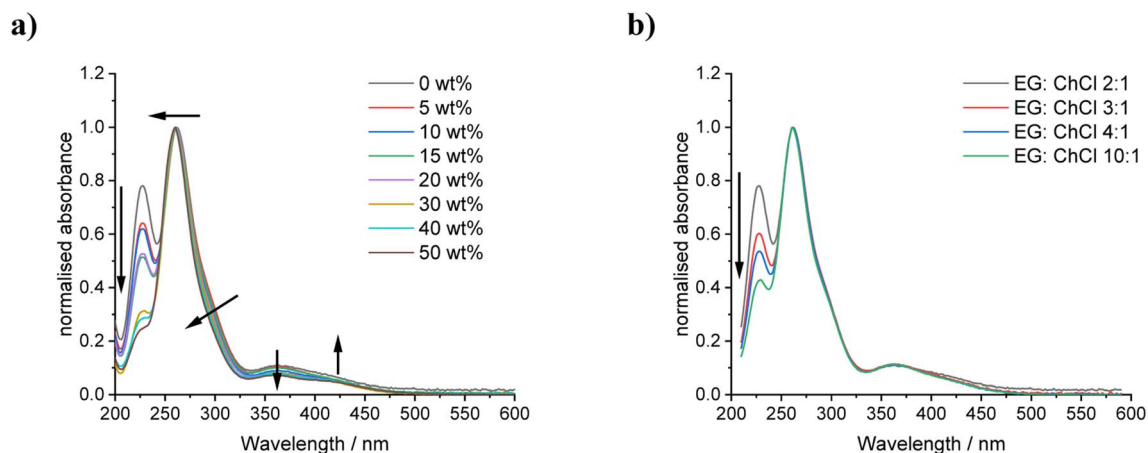 a)
1.2
1.0
0.8
0.6
0.4
0.2
0.0
normalised absorbance
200 250 300 350 400 450 500 550 600
Wavelength / nm
0 wt%
5 wt%
10 wt%
15 wt%
20 wt%
30 wt%
40 wt%
50 wt%
b)
1.2
1.0
0.8
0.6
0.4
0.2
0.0
normalised absorbance
200 250 300 350 400 450 500 550 600
Wavelength / nm
EG: ChCl 2:1
EG: ChCl 3:1
EG: ChCl 4:1
EG: ChCl 10:1